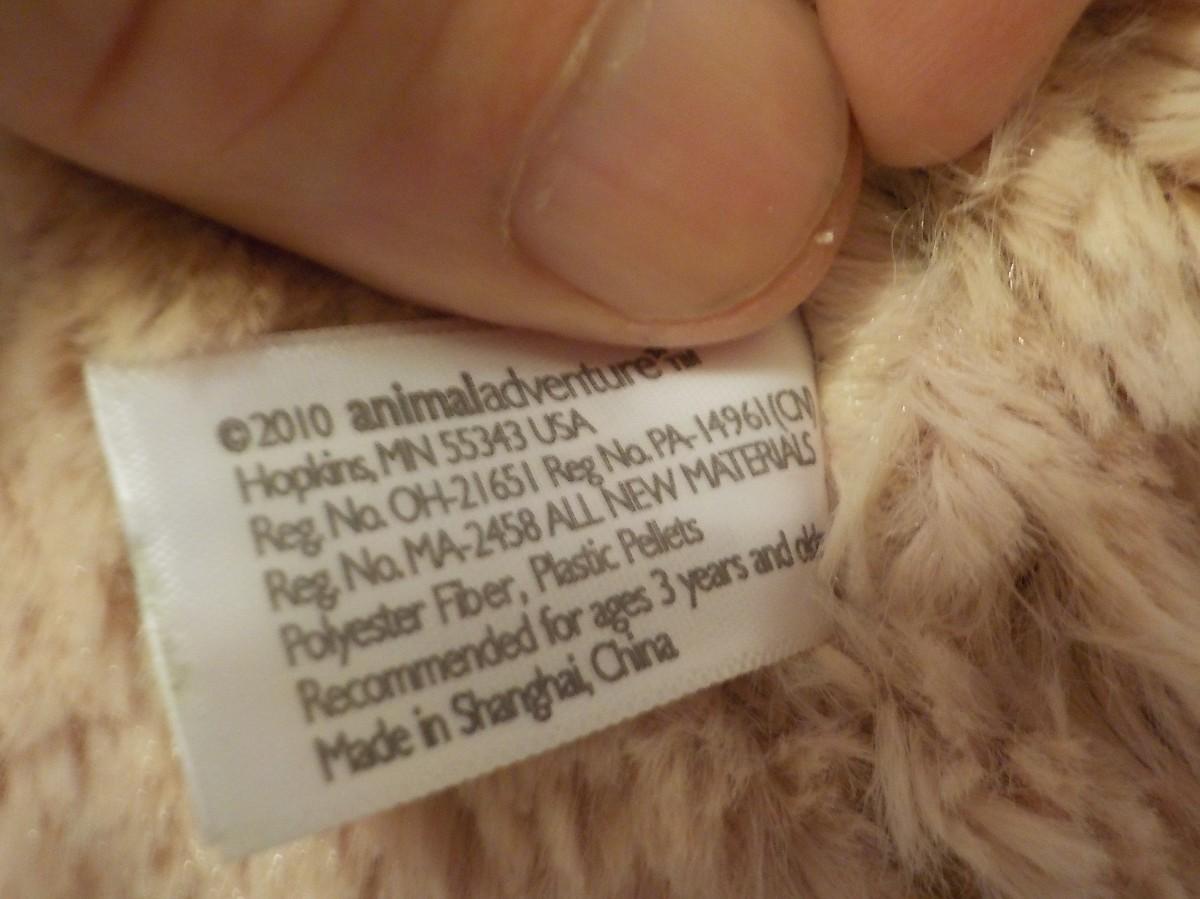 ©2010 animaladventure™
Hopkins, MN 55343 USA
Reg. No. OH-21651 Reg No. PA-14961(CN)
Reg. No. MA-2458 ALL NEW MATERIALS
Polyester Fiber, Plastic Pellets
Recommended for ages 3 years and
Made in Shanghai, China